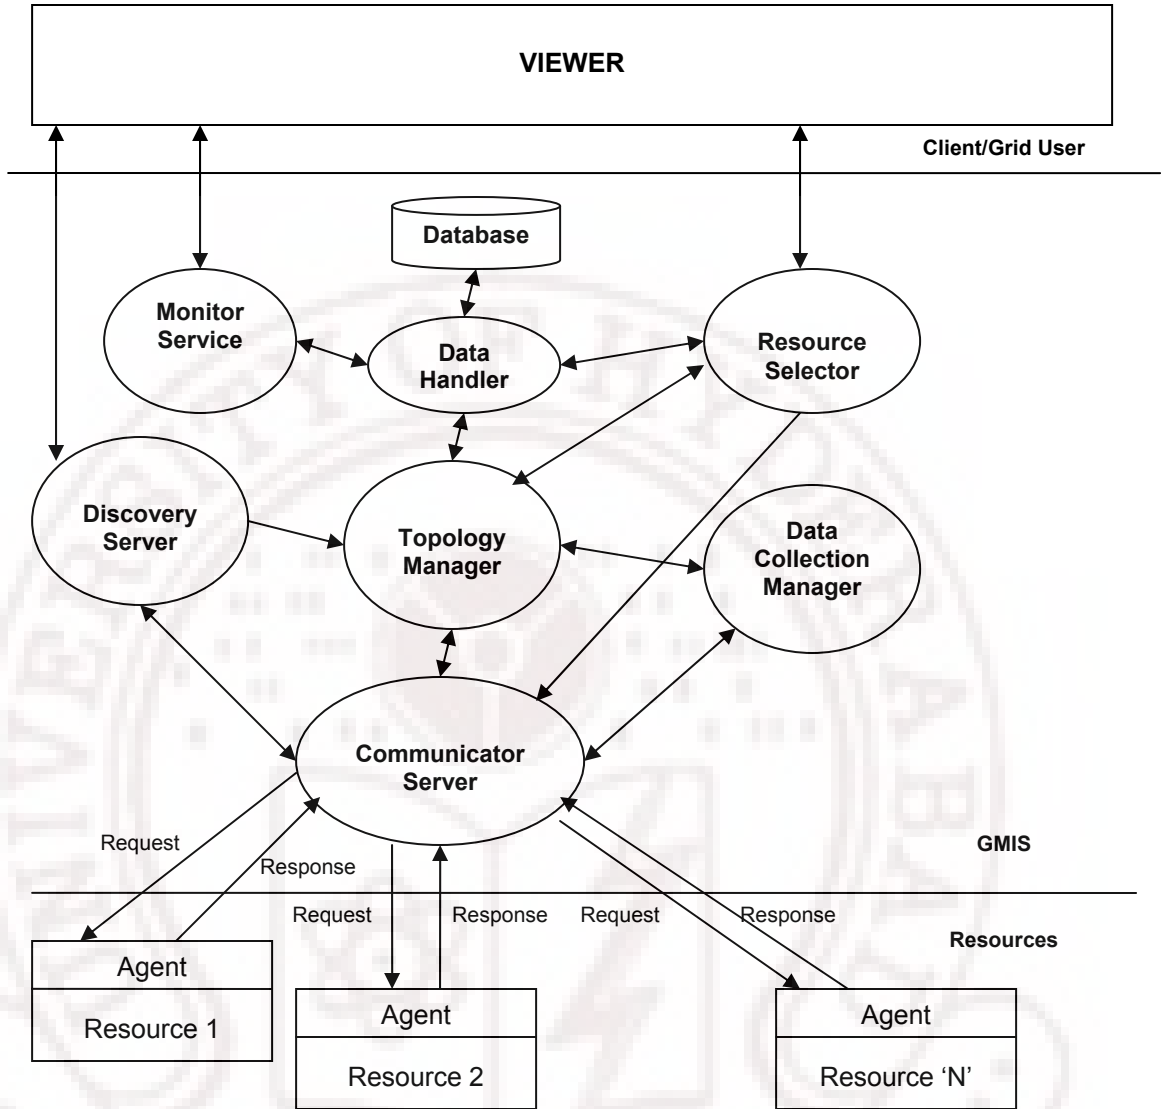 VIEWER
Client/Grid User
Database
Monitor
Service
Data
Handler
Resource
Selector
Discovery
Server
Topology
Manager
Data
Collection
Manager
Communicator
Server
Request
Response
GMIS
Request
Response
Request
Response
Resources
Agent
Resource 1
Agent
Resource 2
Agent
Resource ‘N’